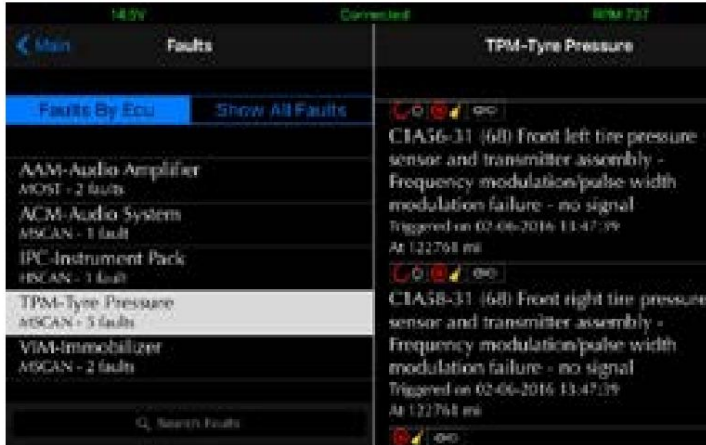 14.5V
Connected
RPM 737
Main
Faults
TPM-Tyre Pressure
Faults By Ecu
Show All Faults
AAM-Audio Amplifier
MOST - 2 faults
ACM-Audio System
MSCAN - 1 fault
IPC-Instrument Pack
HSCAN - 1 fault
TPM-Tyre Pressure
MSCAN - 5 faults
VIM-Immobilizer
MSCAN - 2 faults
Search Faults
C1A56-31 (68) Front left tire pressure
sensor and transmitter assembly -
Frequency modulation/pulse width
modulation failure - no signal
Triggered on 02-06-2016 13:47:39
At 122761 mi
C1A58-31 (68) Front right tire pressure
sensor and transmitter assembly -
Frequency modulation/pulse width
modulation failure - no signal
Triggered on 02-06-2016 13:47:39
At 122761 mi